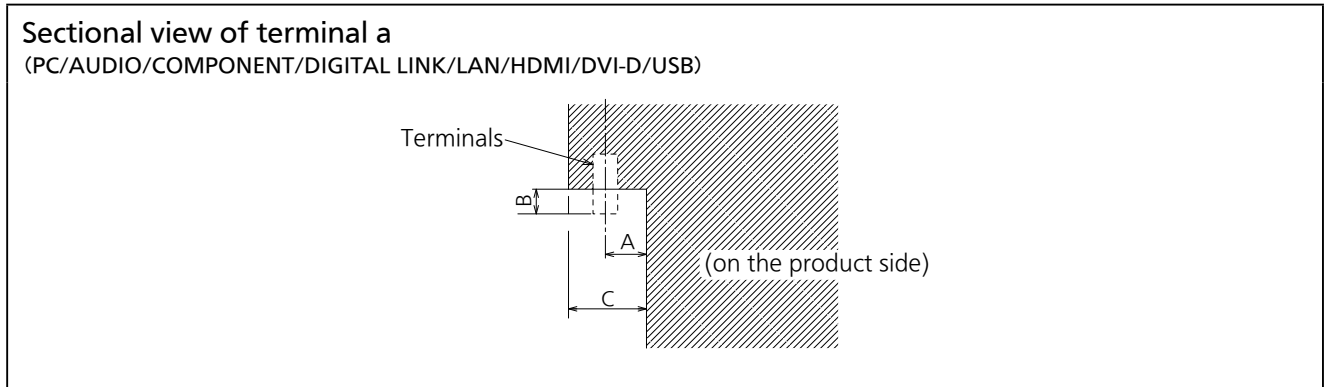 Sectional view of terminal a
(PC/AUDIO/COMPONENT/DIGITAL LINK/LAN/HDMI/DVI-D/USB)
Terminals
B
A
(on the product side)
C